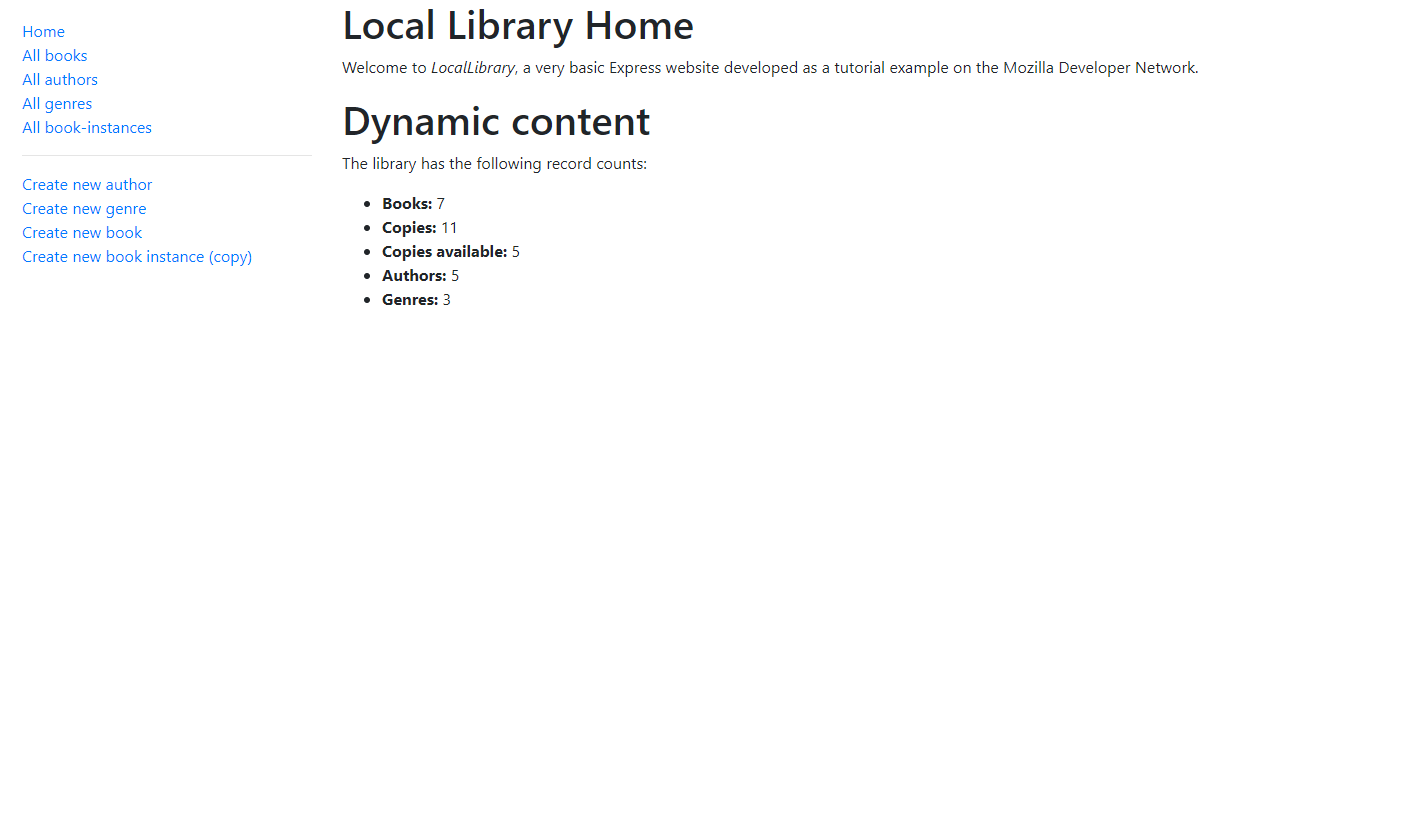 Home
All books
All authors
All genres
All book-instances
Create new author
Create new genre
Create new book
Create new book instance (copy)
Local Library Home
Welcome to LocalLibrary, a very basic Express website developed as a tutorial example on the Mozilla Developer Network.
Dynamic content
The library has the following record counts:
• Books: 7
• Copies: 11
• Copies available: 5
• Authors: 5
• Genres: 3